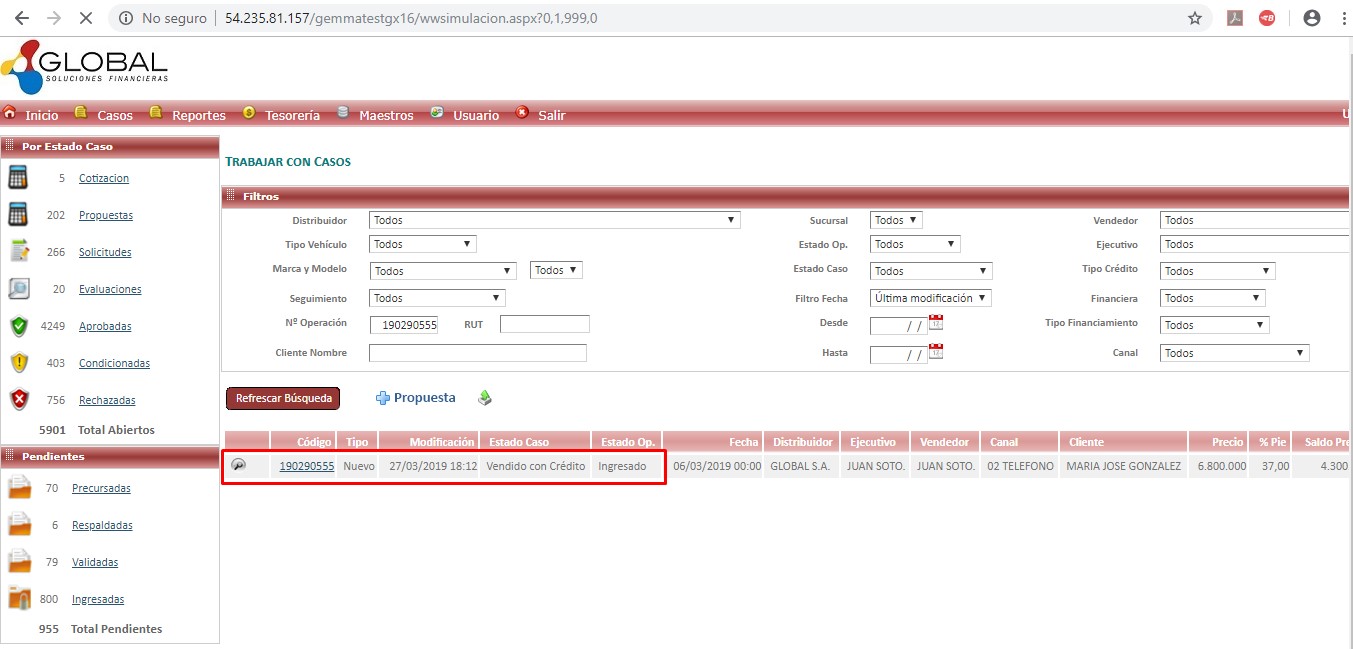 No seguro 54.235.81.157/gemmatestgx16/wwsimulacion.aspx?0,1,999,0
GLOBAL
SOLUCIONES FINANCIERAS
Inicio Casos Reportes Tesorería Maestros Usuario Salir
Por Estado Caso
5 Cotizacion
202 Propuestas
266 Solicitudes
20 Evaluaciones
4249 Aprobadas
403 Condicionadas
756 Rechazadas
5901 Total Abiertos
Pendientes
70 Precursadas
6 Respaldadas
79 Validadas
800 Ingresadas
955 Total Pendientes
TRABAJAR CON CASOS
Filtros
Distribuidor Todos Sucursal Todos Vendedor Todos
Tipo Vehículo Todos Estado Op. Todos Ejecutivo Todos
Marca y Modelo Todos Todos Estado Caso Todos Tipo Crédito Todos
Seguimiento Todos Filtro Fecha Última modificación Financiera Todos
Nº Operación 190290555 RUT Desde / / Tipo Financiamiento Todos
Cliente Nombre Hasta / / Canal Todos
Refrescar Búsqueda Propuesta
Código Tipo Modificación Estado Caso Estado Op. Fecha Distribuidor Ejecutivo Vendedor Canal Cliente Precio % Pie Saldo Pre
190290555 Nuevo 27/03/2019 18:12 Vendido con Crédito Ingresado 06/03/2019 00:00 GLOBAL S.A. JUAN SOTO. JUAN SOTO. 02 TELEFONO MARIA JOSE GONZALEZ 6.800.000 37,00 4.300